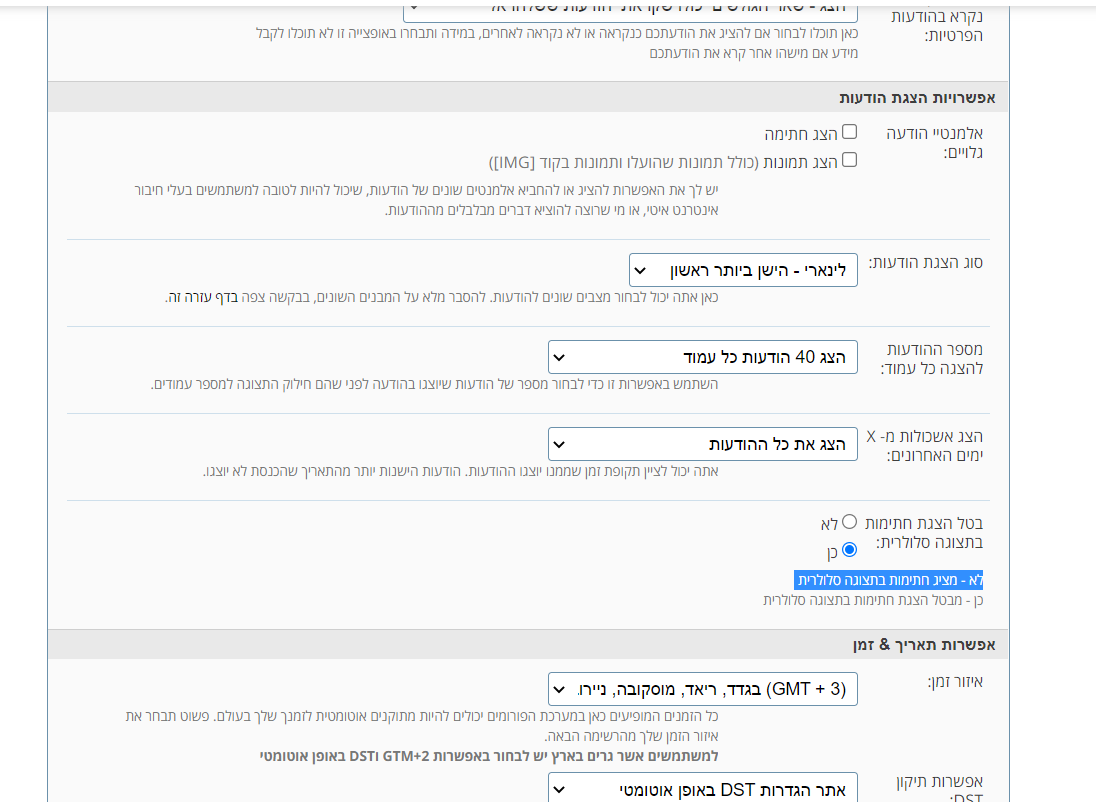 הצג - שאר הגולשים יכולו שקראתי הודעות ששלחו אלי
נקרא בהודעות
הפרטיות:
כאן תוכלו לבחור אם להציג את הודעתכם כנקראה או לא נקראה לאחרים, במידה ותבחרו באופצייה זו לא תוכלו לקבל
מידע אם מישהו אחר קרא את הודעתכם
אפשרויות הצגת הודעות
אלמנטיי הודעה
גלויים:
הצג חתימה
הצג תמונות (כולל תמונות שהועלו ותמונות בקוד [IMG])
יש לך את האפשרות להציג או להחביא אלמנטים שונים של הודעות, שיכול להיות לטובה למשתמשים בעלי חיבור
אינטרנט איטי, או מי שרוצה להוציא דברים מבלבלים מההודעות.
סוג הצגת הודעות:
לינארי - הישן ביותר ראשון
כאן אתה יכול לבחור מצבים שונים להודעות. להסבר מלא על המבנים השונים, בבקשה צפה בדף עזרה זה.
מספר ההודעות
להצגה כל עמוד:
הצג 40 הודעות כל עמוד
השתמש באפשרות זו כדי לבחור מספר של הודעות שיוצגו בהודעה לפני שהם חילוק התצוגה למספר עמודים.
הצג אשכולות מ- X
ימים האחרונים:
הצג את כל ההודעות
אתה יכול לציין תקופת זמן שממנו יוצגו ההודעות. הודעות הישנות יותר מהתאריך שהכנסת לא יוצגו.
בטל הצגת חתימות
בתצוגה סלולרית:
לא
כן
לא - מציג חתימות בתצוגה סלולרית
כן - מבטל הצגת חתימות בתצוגה סלולרית
אפשרות תאריך & זמן
איזור זמן:
(GMT + 3) בגדד, ריאד, מוסקובה, ניירו.
כל הזמנים המופיעים כאן במערכת הפורומים יכולים להיות מתוקנים אוטומטית לזמנך שלך בעולם. פשוט תבחר את
איזור הזמן שלך מהרשימה הבאה.
למשתמשים אשר גרים בארץ יש לבחור באפשרות GTM+2 וDST באופן אוטומטי
אפשרות תיקון
DST:
אתר הגדרות DST באופן אוטומטי